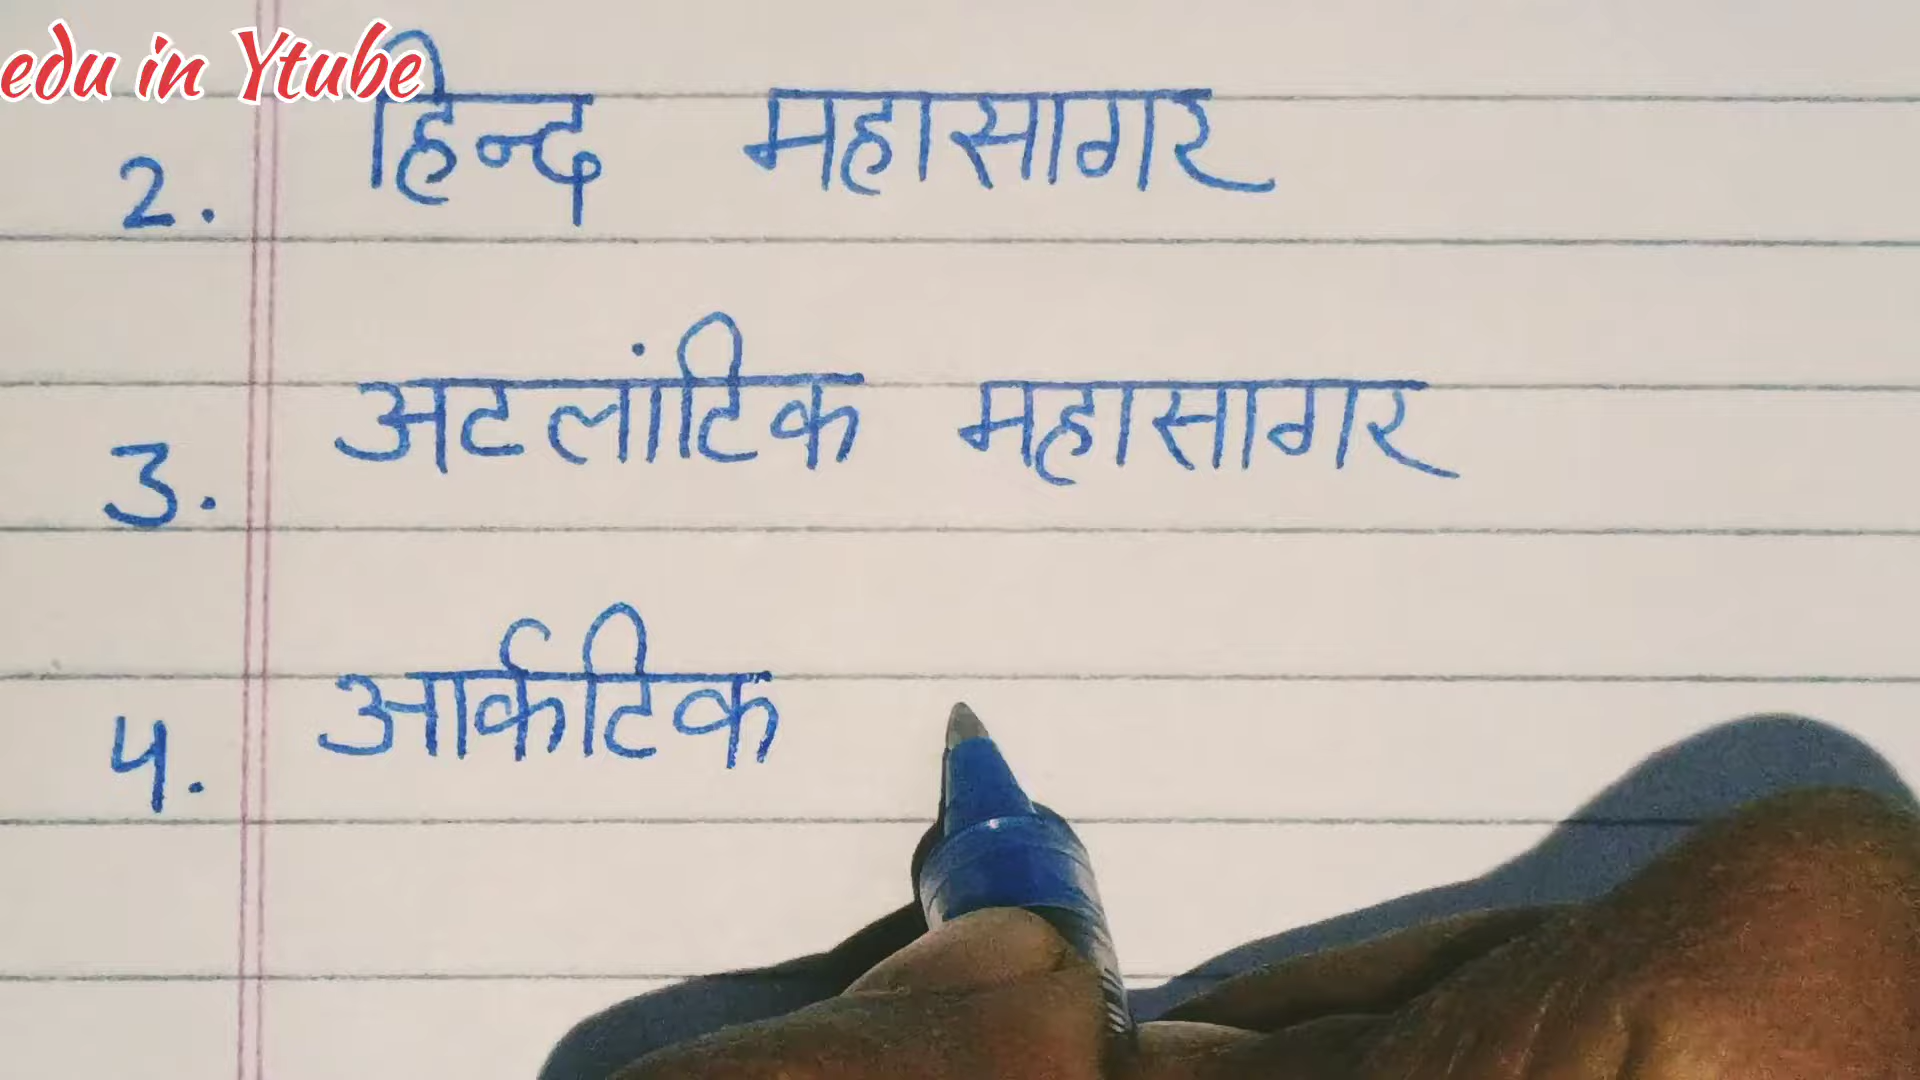 edu in Ytube
2. हिन्द महासागर
3. अटलांटिक महासागर
4. आर्कटिक